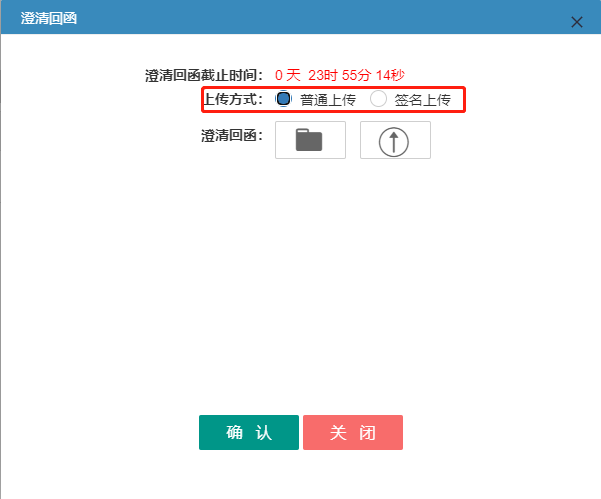 澄清回函
澄清回函截止时间： 0 天 23时 55分 14秒
上传方式： 普通上传 签名上传
澄清回函：
确 认 关 闭